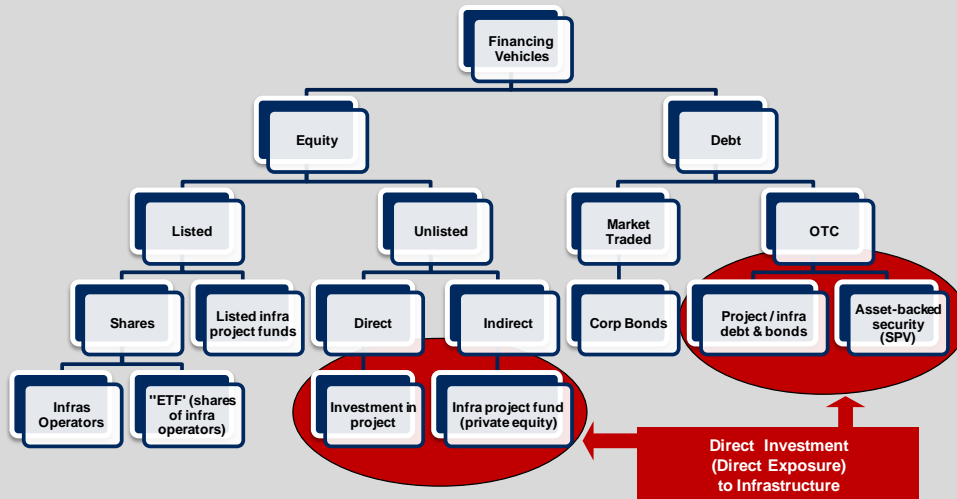 Financing
Vehicles
Equity
Debt
Listed
Unlisted
Market
Traded
OTC
Shares
Listed infra
project funds
Direct
Indirect
Corp Bonds
Project / infra
debt & bonds
Asset-backed
security
(SPV)
Infras
Operators
"ETF' (shares
of infra
operators)
Investment in
project
Infra project fund
(private equity)
Direct Investment
(Direct Exposure)
to Infrastructure